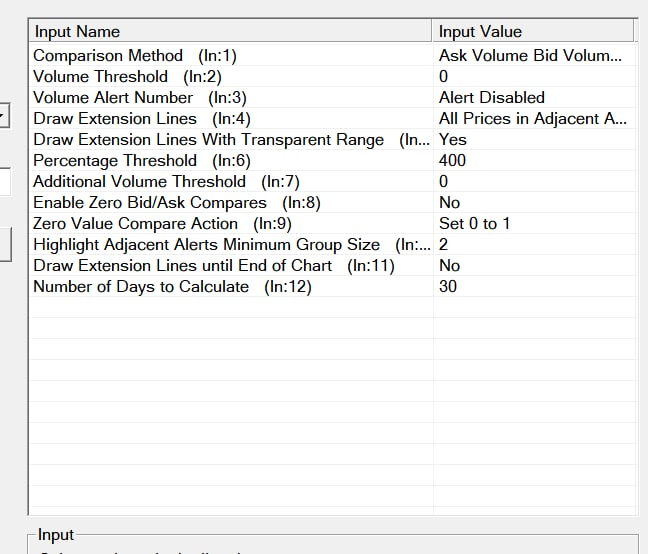 Input Name Input Value
Comparison Method (In:1) Ask Volume Bid Volum...
Volume Threshold (In:2) 0
Volume Alert Number (In:3) Alert Disabled
Draw Extension Lines (In:4) All Prices in Adjacent A...
Draw Extension Lines With Transparent Range (In... Yes
Percentage Threshold (In:6) 400
Additional Volume Threshold (In:7) 0
Enable Zero Bid/Ask Compares (In:8) No
Zero Value Compare Action (In:9) Set 0 to 1
Highlight Adjacent Alerts Minimum Group Size (In:... 2
Draw Extension Lines until End of Chart (In:11) No
Number of Days to Calculate (In:12) 30
Input